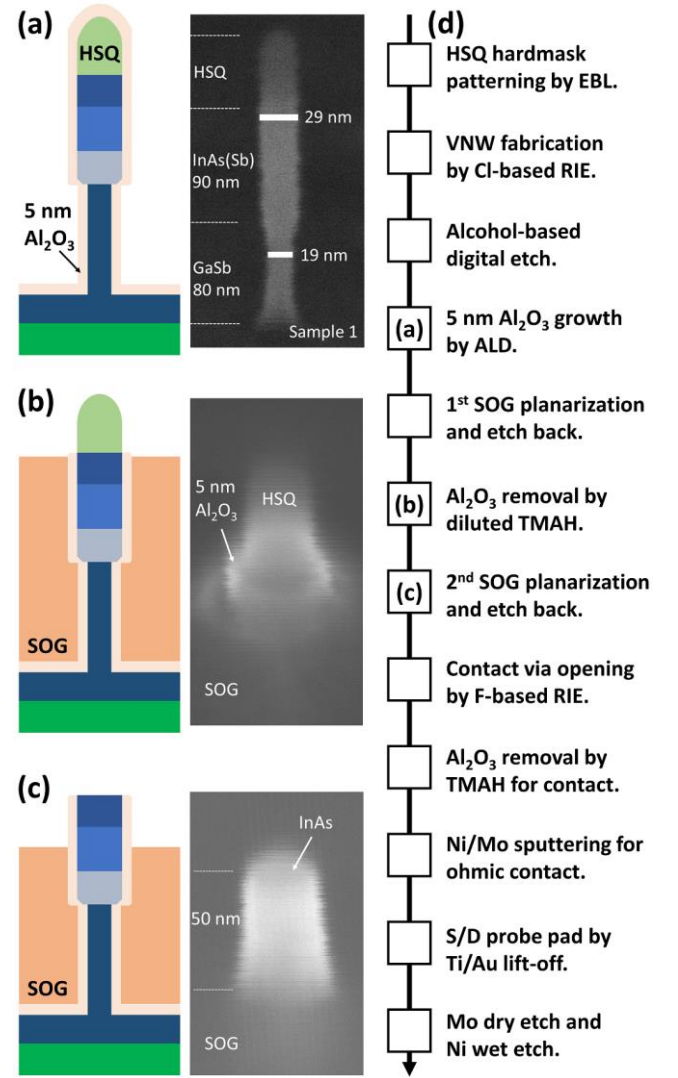 (a)
HSQ
5 nm
Al₂O₃
HSQ
29 nm
InAs(Sb)
90 nm
19 nm
GaSb
80 nm
Sample 1
(b)
5 nm
Al₂O₃
HSQ
SOG
SOG
(c)
InAs
50 nm
SOG
SOG
(d)
HSQ hardmask
patterning by EBL.
VNW fabrication
by Cl-based RIE.
Alcohol-based
digital etch.
(a)
5 nm Al₂O₃ growth
by ALD.
1st SOG planarization
and etch back.
(b)
Al₂O₃ removal by
diluted TMAH.
(c)
2nd SOG planarization
and etch back.
Contact via opening
by F-based RIE.
Al₂O₃ removal by
TMAH for contact.
Ni/Mo sputtering for
ohmic contact.
S/D probe pad by
Ti/Au lift-off.
Mo dry etch and
Ni wet etch.